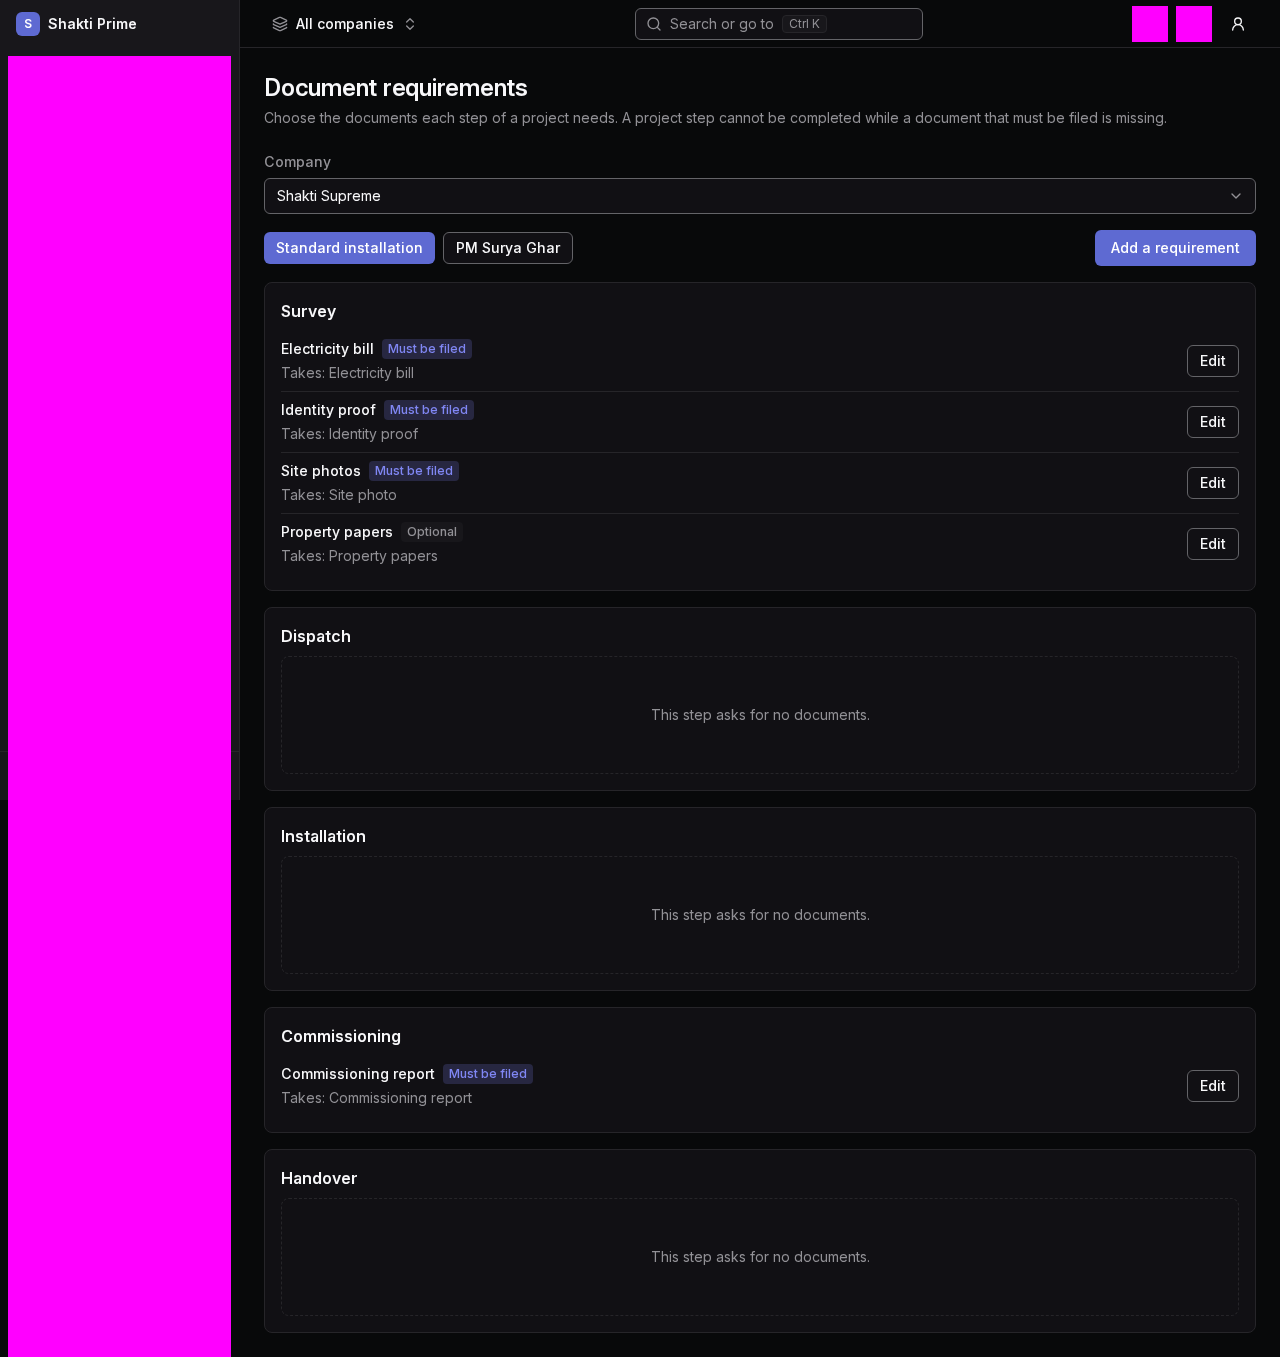 S Shakti Prime
All companies
Search or go to Ctrl K
Document requirements
Choose the documents each step of a project needs. A project step cannot be completed while a document that must be filed is missing.
Company
Shakti Supreme
Standard installation
PM Surya Ghar
Add a requirement
Survey
Electricity bill Must be filed
Takes: Electricity bill
Edit
Identity proof Must be filed
Takes: Identity proof
Edit
Site photos Must be filed
Takes: Site photo
Edit
Property papers Optional
Takes: Property papers
Edit
Dispatch
This step asks for no documents.
Installation
This step asks for no documents.
Commissioning
Commissioning report Must be filed
Takes: Commissioning report
Edit
Handover
This step asks for no documents.